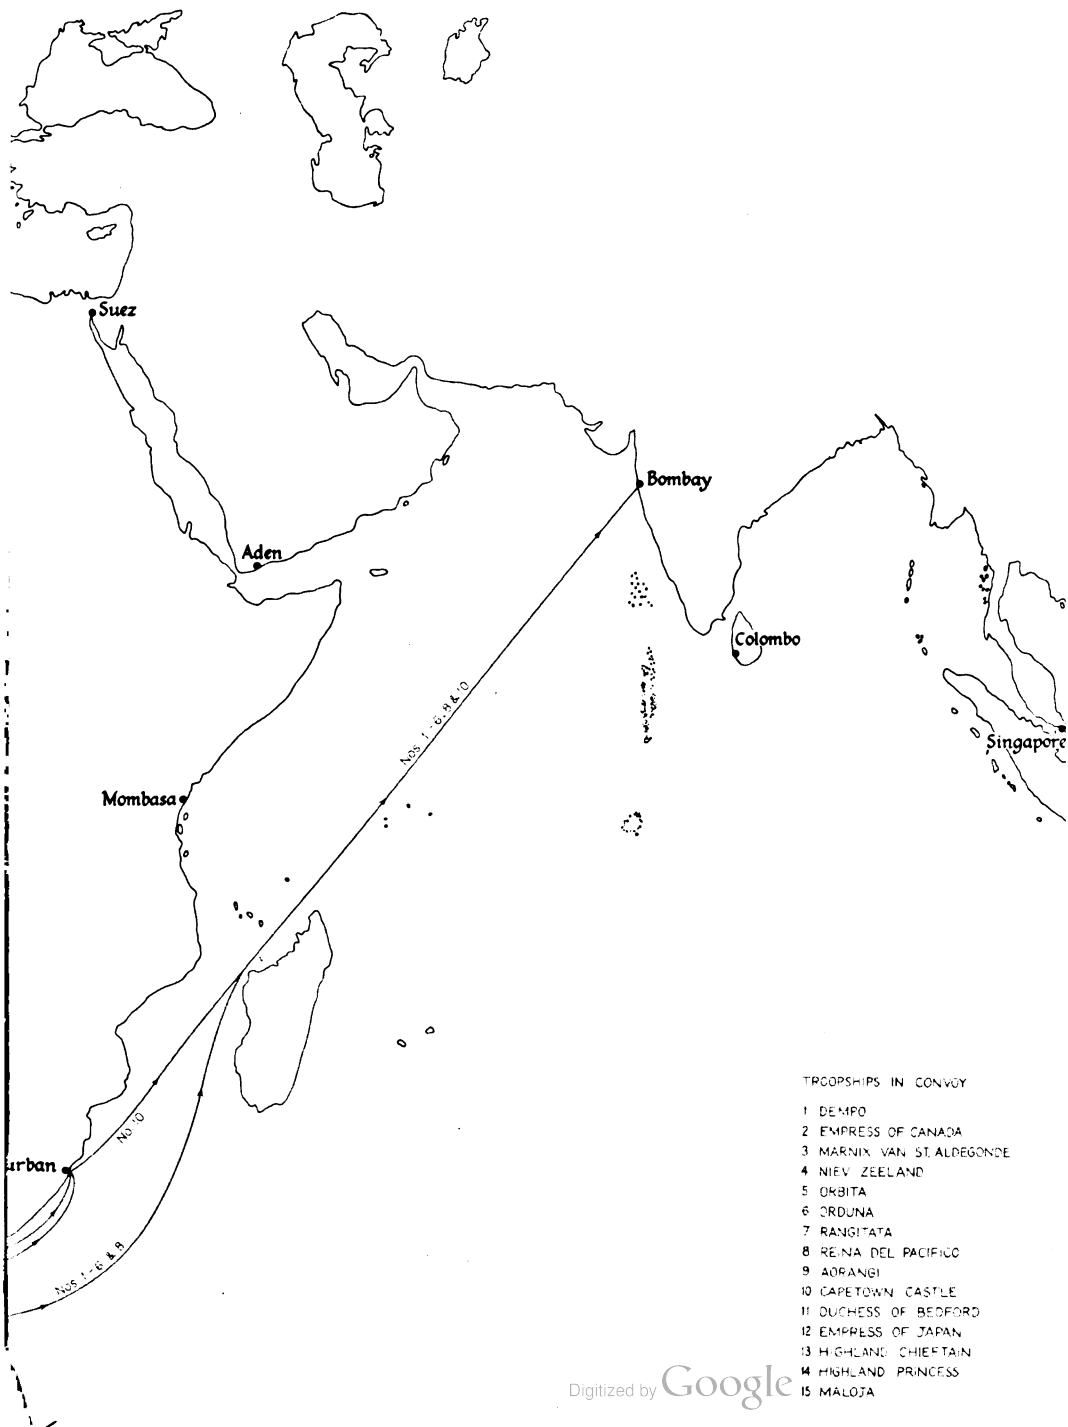 Suez
Bombay
Aden
Colombo
Singapore
Nos 1 - 6, 8 & 10
Mombasa
No 10
urban
Nos 1 - 6 & 8
TROOPSHIPS IN CONVOY
1 DEMPO
2 EMPRESS OF CANADA
3 MARNIX VAN ST. ALDEGONDE
4 NIEV ZEELAND
5 ORBITA
6 ORDUNA
7 RANGITATA
8 REINA DEL PACIFICO
9 AORANGI
10 CAPETOWN CASTLE
11 DUCHESS OF BEDFORD
12 EMPRESS OF JAPAN
13 HIGHLAND CHIEFTAIN
14 HIGHLAND PRINCESS
15 MALOJA
Digitized by Google